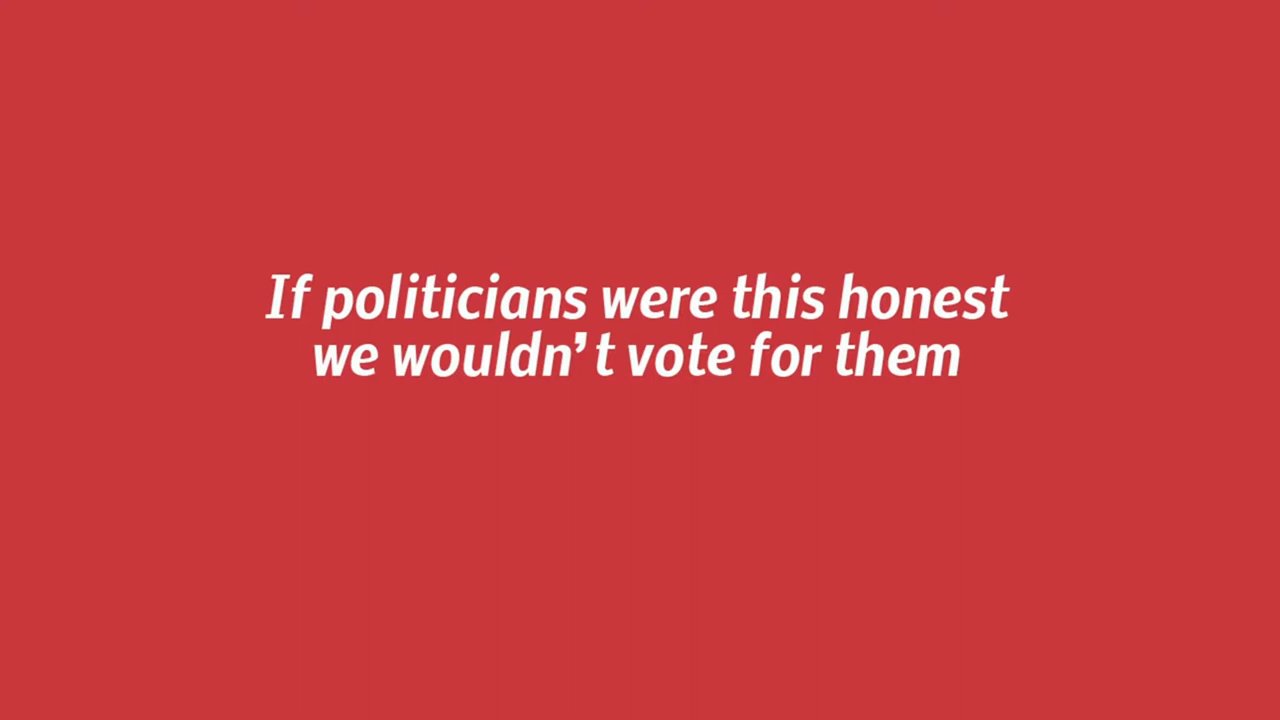 If politicians were this honest
we wouldn’t vote for them